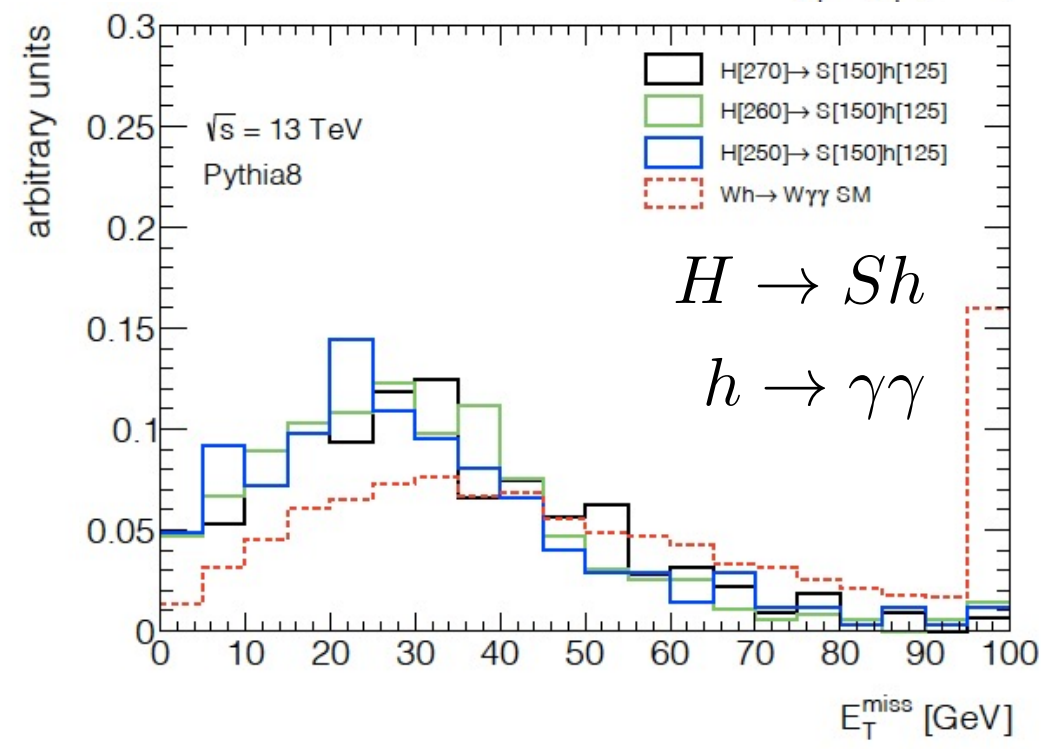 arbitrary units
0.3
0.25
0.2
0.15
0.1
0.05
0
√s = 13 TeV
Pythia8
H[270]→ S[150]h[125]
H[260]→ S[150]h[125]
H[250]→ S[150]h[125]
Wh→ Wγγ SM
H → Sh
h → γγ
0 10 20 30 40 50 60 70 80 90 100
E_T^miss [GeV]